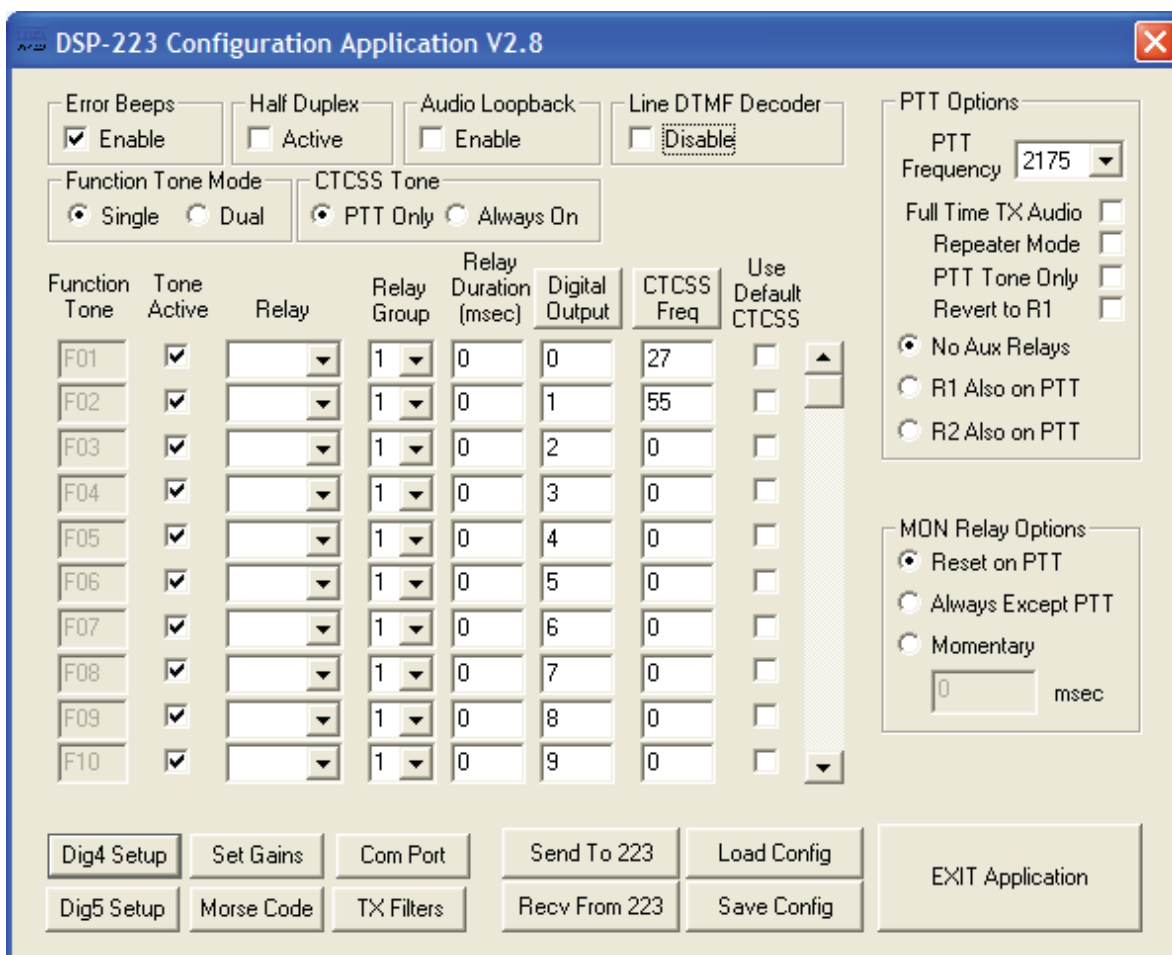 DSP-223 Configuration Application V2.8
Error Beeps
Enable
Half Duplex
Active
Audio Loopback
Enable
Line DTMF Decoder
Disable
Function Tone Mode
Single Dual
CTCSS Tone
PTT Only Always On
PTT Options
PTT Frequency 2175
Full Time TX Audio
Repeater Mode
PTT Tone Only
Revert to R1
No Aux Relays
R1 Also on PTT
R2 Also on PTT
Function Tone Tone Active Relay Relay Group Relay Duration (msec) Digital Output CTCSS Freq Use Default CTCSS
F01 1 0 0 27
F02 1 0 1 55
F03 1 0 2 0
F04 1 0 3 0
F05 1 0 4 0
F06 1 0 5 0
F07 1 0 6 0
F08 1 0 7 0
F09 1 0 8 0
F10 1 0 9 0
MON Relay Options
Reset on PTT
Always Except PTT
Momentary
0 msec
Dig4 Setup Set Gains Com Port Send To 223 Load Config
Dig5 Setup Morse Code TX Filters Recv From 223 Save Config
EXIT Application